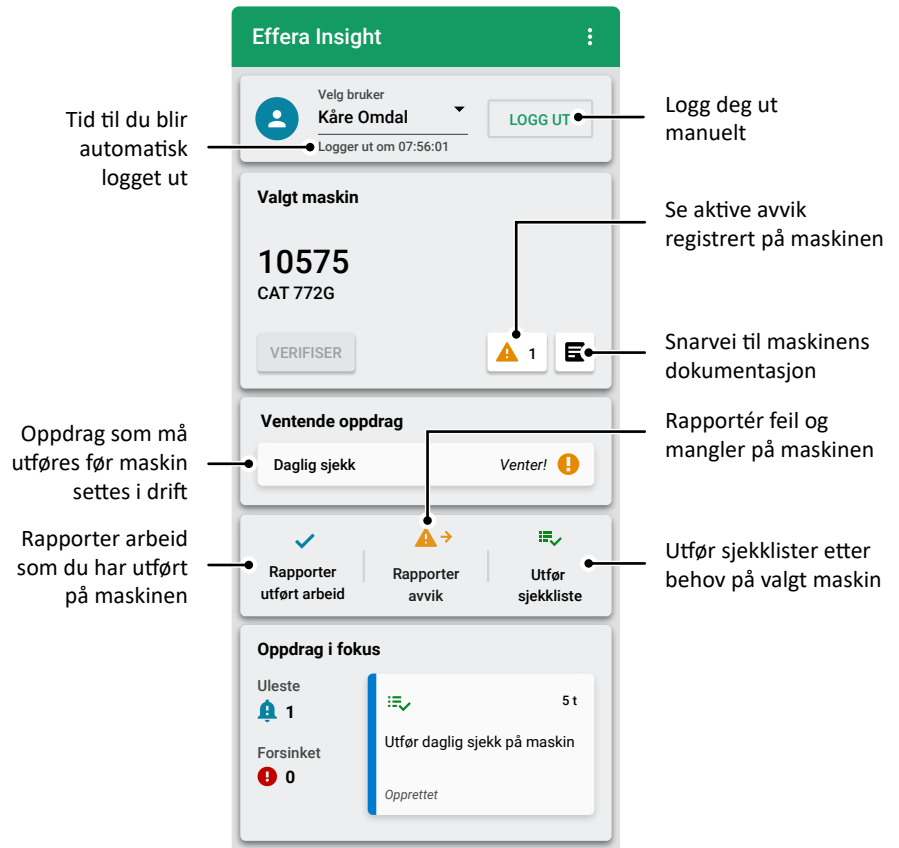 Effera Insight
Velg bruker
Kåre Omdal
LOGG UT
Logger ut om 07:56:01
Tid til du blir
automatisk
logget ut
Logg deg ut
manuelt
Valgt maskin
10575
CAT 772G
VERIFISER
1
Se aktive avvik
registrert på maskinen
Snarvei til maskinens
dokumentasjon
Ventende oppdrag
Daglig sjekk
Venter!
Oppdrag som må
utføres før maskin
settes i drift
Rapportér feil og
mangler på maskinen
Rapporter arbeid
som du har utført
på maskinen
Rapporter
utført arbeid
Rapporter
avvik
Utfør
sjekkliste
Utfør sjekklister etter
behov på valgt maskin
Oppdrag i fokus
Uleste
1
Forsinket
0
5 t
Utfør daglig sjekk på maskin
Opprettet